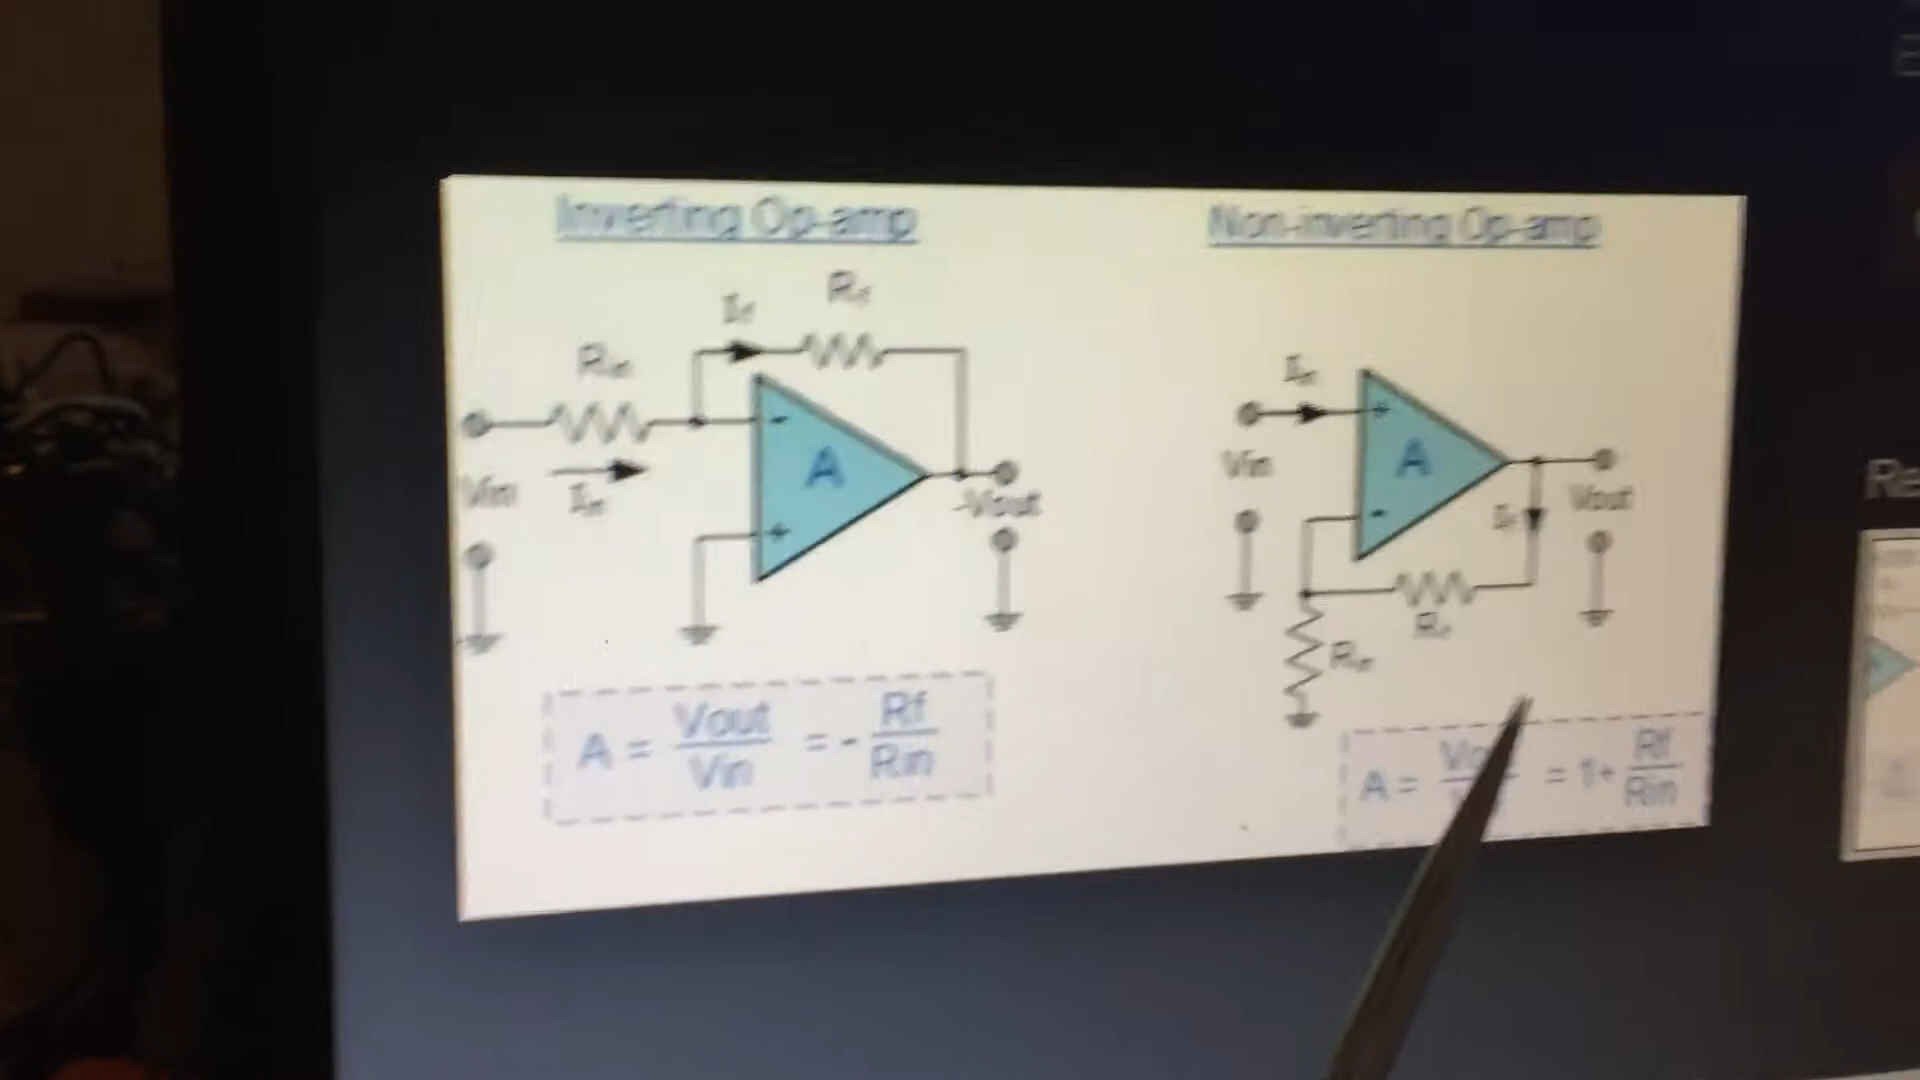 Inverting Op-amp
Rf
If
Rin
-
A
Vin
Iin
-Vout
+
A = Vout / Vin = - Rf / Rin
Non-inverting Op-amp
Iin
+
A
Vin
-
If
Vout
Rf
Rin
A = = 1+ Rf / Rin
Re